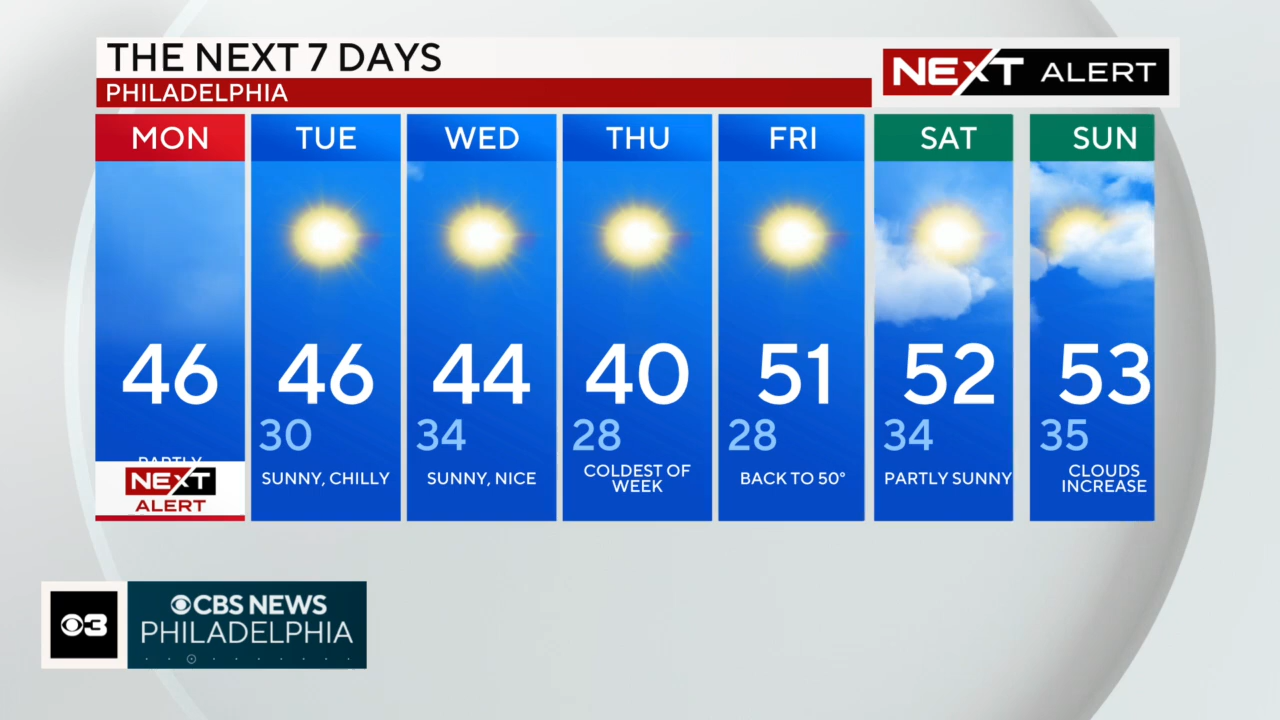 THE NEXT 7 DAYS
NEXT ALERT
PHILADELPHIA
MON TUE WED THU FRI SAT SUN
46 46 44 40 51 52 53
30 34 28 28 34 35
PARTLY
SUNNY, CHILLY
SUNNY, NICE
COLDEST OF
WEEK
BACK TO 50°
PARTLY SUNNY
CLOUDS
INCREASE
NEXT
ALERT
3
CBS NEWS
PHILADELPHIA